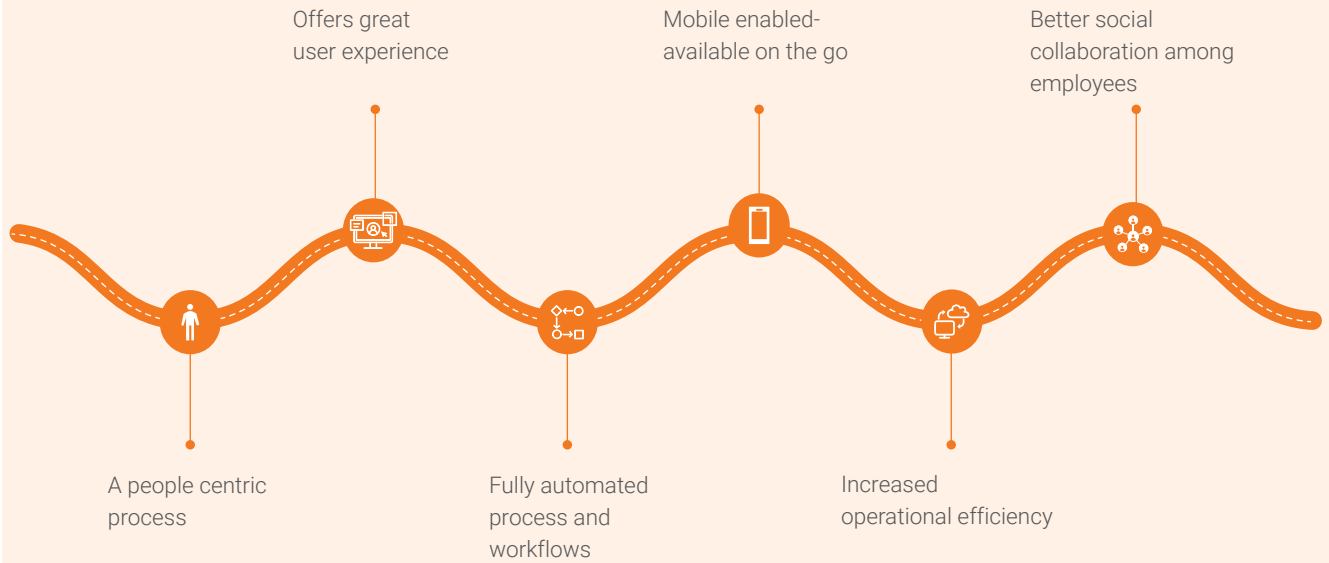 Offers great
user experience
Mobile enabled-
available on the go
Better social
collaboration among
employees
A people centric
process
Fully automated
process and
workflows
Increased
operational efficiency